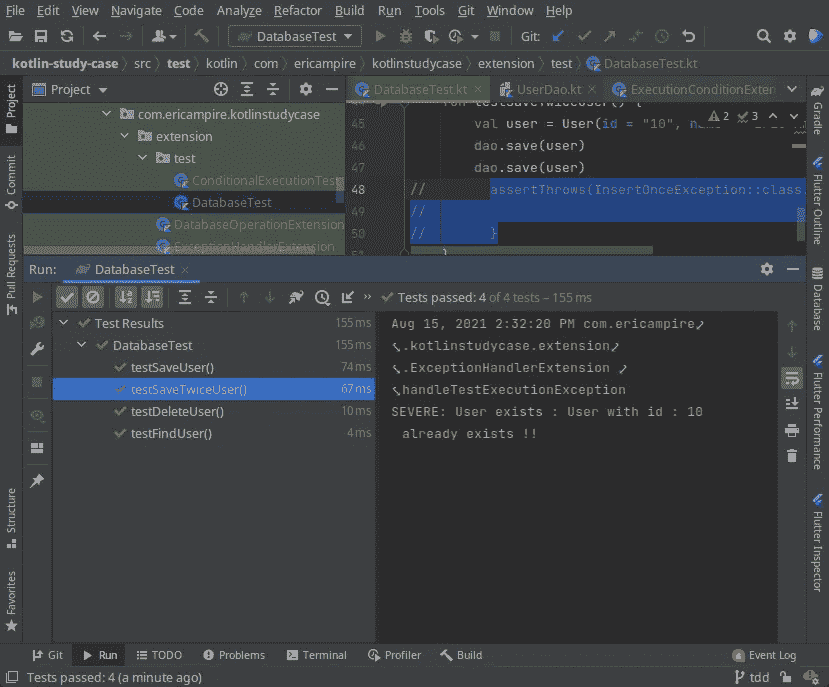 File Edit View Navigate Code Analyze Refactor Build Run Tools Git Window Help
DatabaseTest Git:
kotlin-study-case src test kotlin com ericampire kotlinstudycase extension test DatabaseTest.kt
Project DatabaseTest.kt UserDao.kt ExecutionConditionExten
com.ericampire.kotlinstudycase
extension
test
ConditionalExecutionTest
DatabaseTest
DatabaseOperationExtension
ExceptionHandlerExtension
2 3
45 val user = User(id = "10",
46 dao.save(user)
47 dao.save(user)
48 // assertThrows(InsertOnceException::class.
49 //
50 // }
Run: DatabaseTest
Tests passed: 4 of 4 tests – 155 ms
Test Results 155 ms
DatabaseTest 155 ms
testSaveUser() 74 ms
testSaveTwiceUser() 67 ms
testDeleteUser() 10 ms
testFindUser() 4 ms
Aug 15, 2021 2:32:20 PM com.ericampire
.kotlinstudycase.extension
.ExceptionHandlerExtension
handleTestExecutionException
SEVERE: User exists : User with id : 10
already exists !!
Project
Commit
Pull Requests
Structure
Favorites
Gradle
Flutter Outline
Database
Flutter Performance
Flutter Inspector
Git Run TODO Problems Terminal Profiler Build Event Log
Tests passed: 4 (a minute ago) tdd